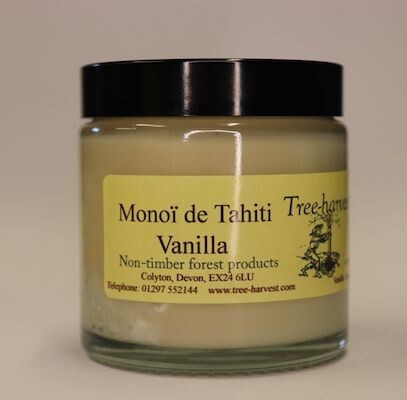 Monoï de Tahiti
Vanilla
Non-timber forest products
Colyton, Devon, EX24 6LU
Telephone: 01297 552144 www.tree-harvest.com
Tree-harves